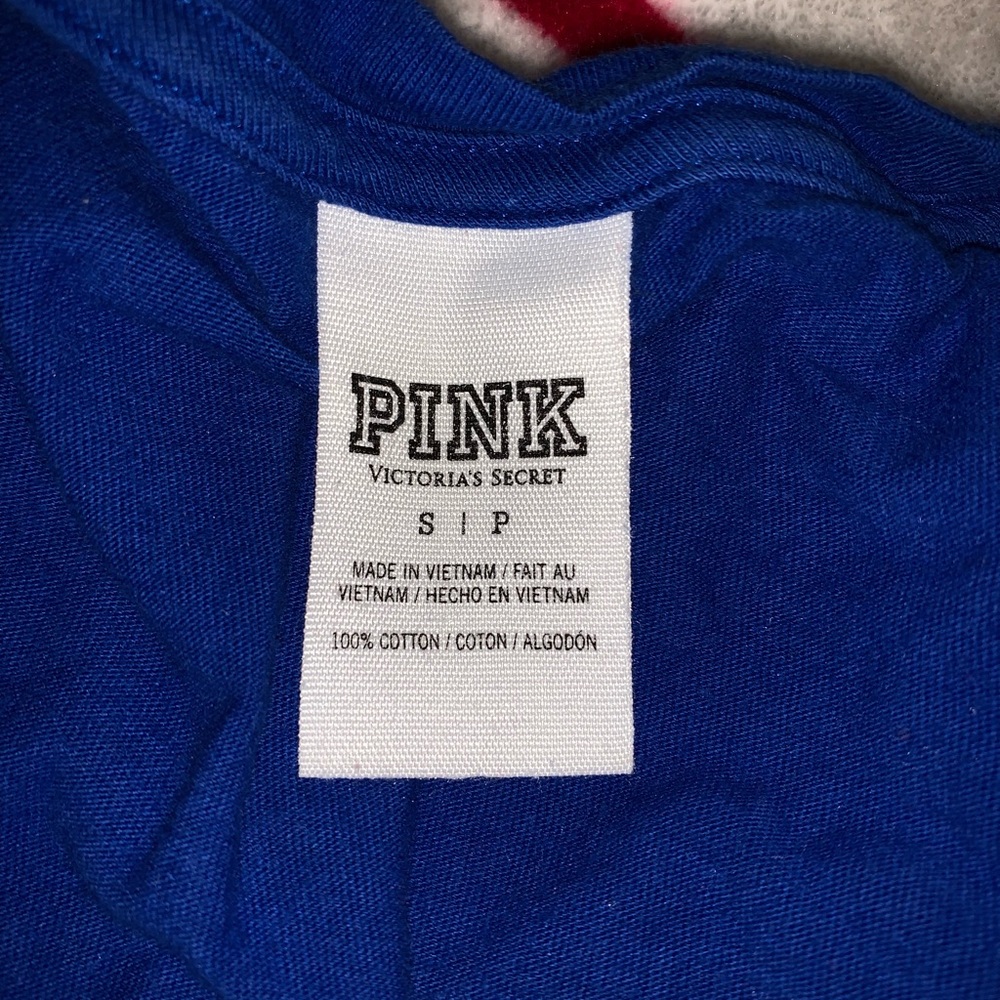 PINK
VICTORIA'S SECRET
S | P
MADE IN VIETNAM / FAIT AU
VIETNAM / HECHO EN VIETNAM
100% COTTON / COTON / ALGODÓN